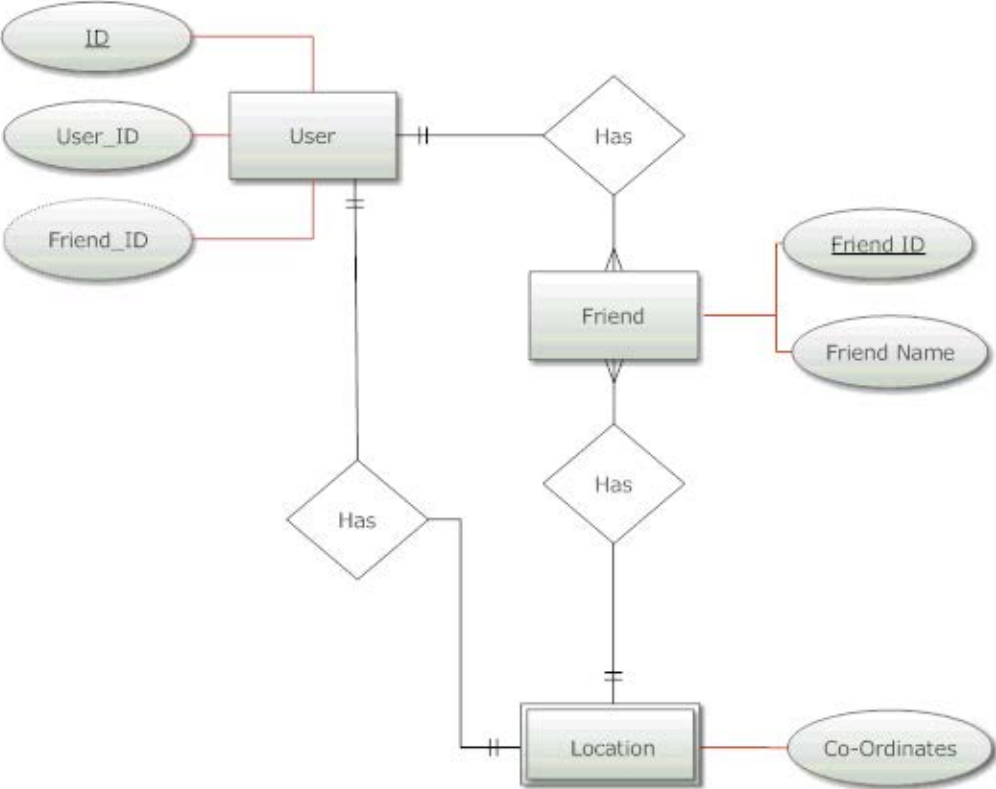 ID
User_ID
User
Has
Friend_ID
Friend ID
Friend
Friend Name
Has
Has
Location
Co-Ordinates